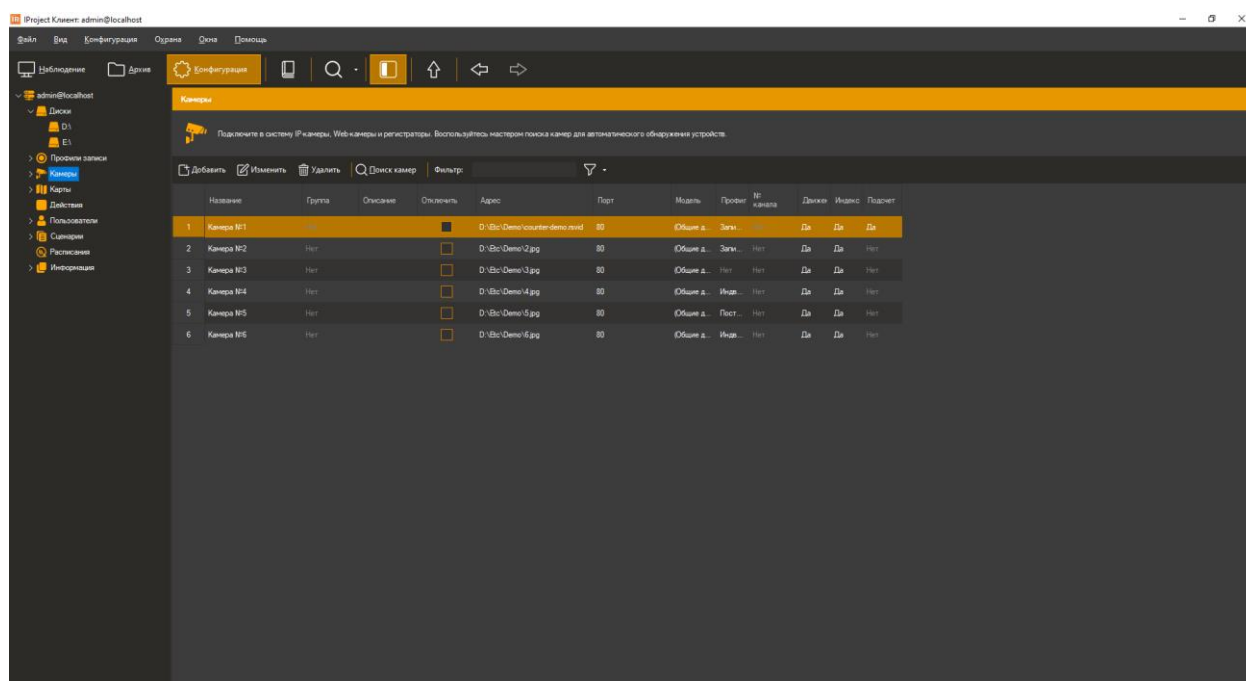 IProject Клиент: admin@localhost
Файл Вид Конфигурация Охрана Окна Помощь
Наблюдение Архив Конфигурация
admin@localhost
Диски
D:\
E:\
Профили записи
Камеры
Карты
Действия
Пользователи
Сценарии
Расписания
Информация
Камеры
Подключите в систему IP-камеры, Web-камеры и регистраторы. Воспользуйтесь мастером поиска камер для автоматического обнаружения устройств.
Добавить Изменить Удалить Поиск камер Фильтр:
Название Группа Описание Отключить Адрес Порт Модель Профил № канала Движен Индекс Подсчет
1 Камера №1 D:\Etc\Demo\counter-demo.mvid 80 (Общие д... Запи... Да Да Да
2 Камера №2 Нет D:\Etc\Demo\2.jpg 80 (Общие д... Запи... Нет Да Да Нет
3 Камера №3 Нет D:\Etc\Demo\3.jpg 80 (Общие д... Нет Нет Да Да Нет
4 Камера №4 Нет D:\Etc\Demo\4.jpg 80 (Общие д... Индв... Нет Да Да Нет
5 Камера №5 Нет D:\Etc\Demo\5.jpg 80 (Общие д... Пост... Нет Да Да Нет
6 Камера №6 Нет D:\Etc\Demo\6.jpg 80 (Общие д... Индв... Нет Да Да Нет